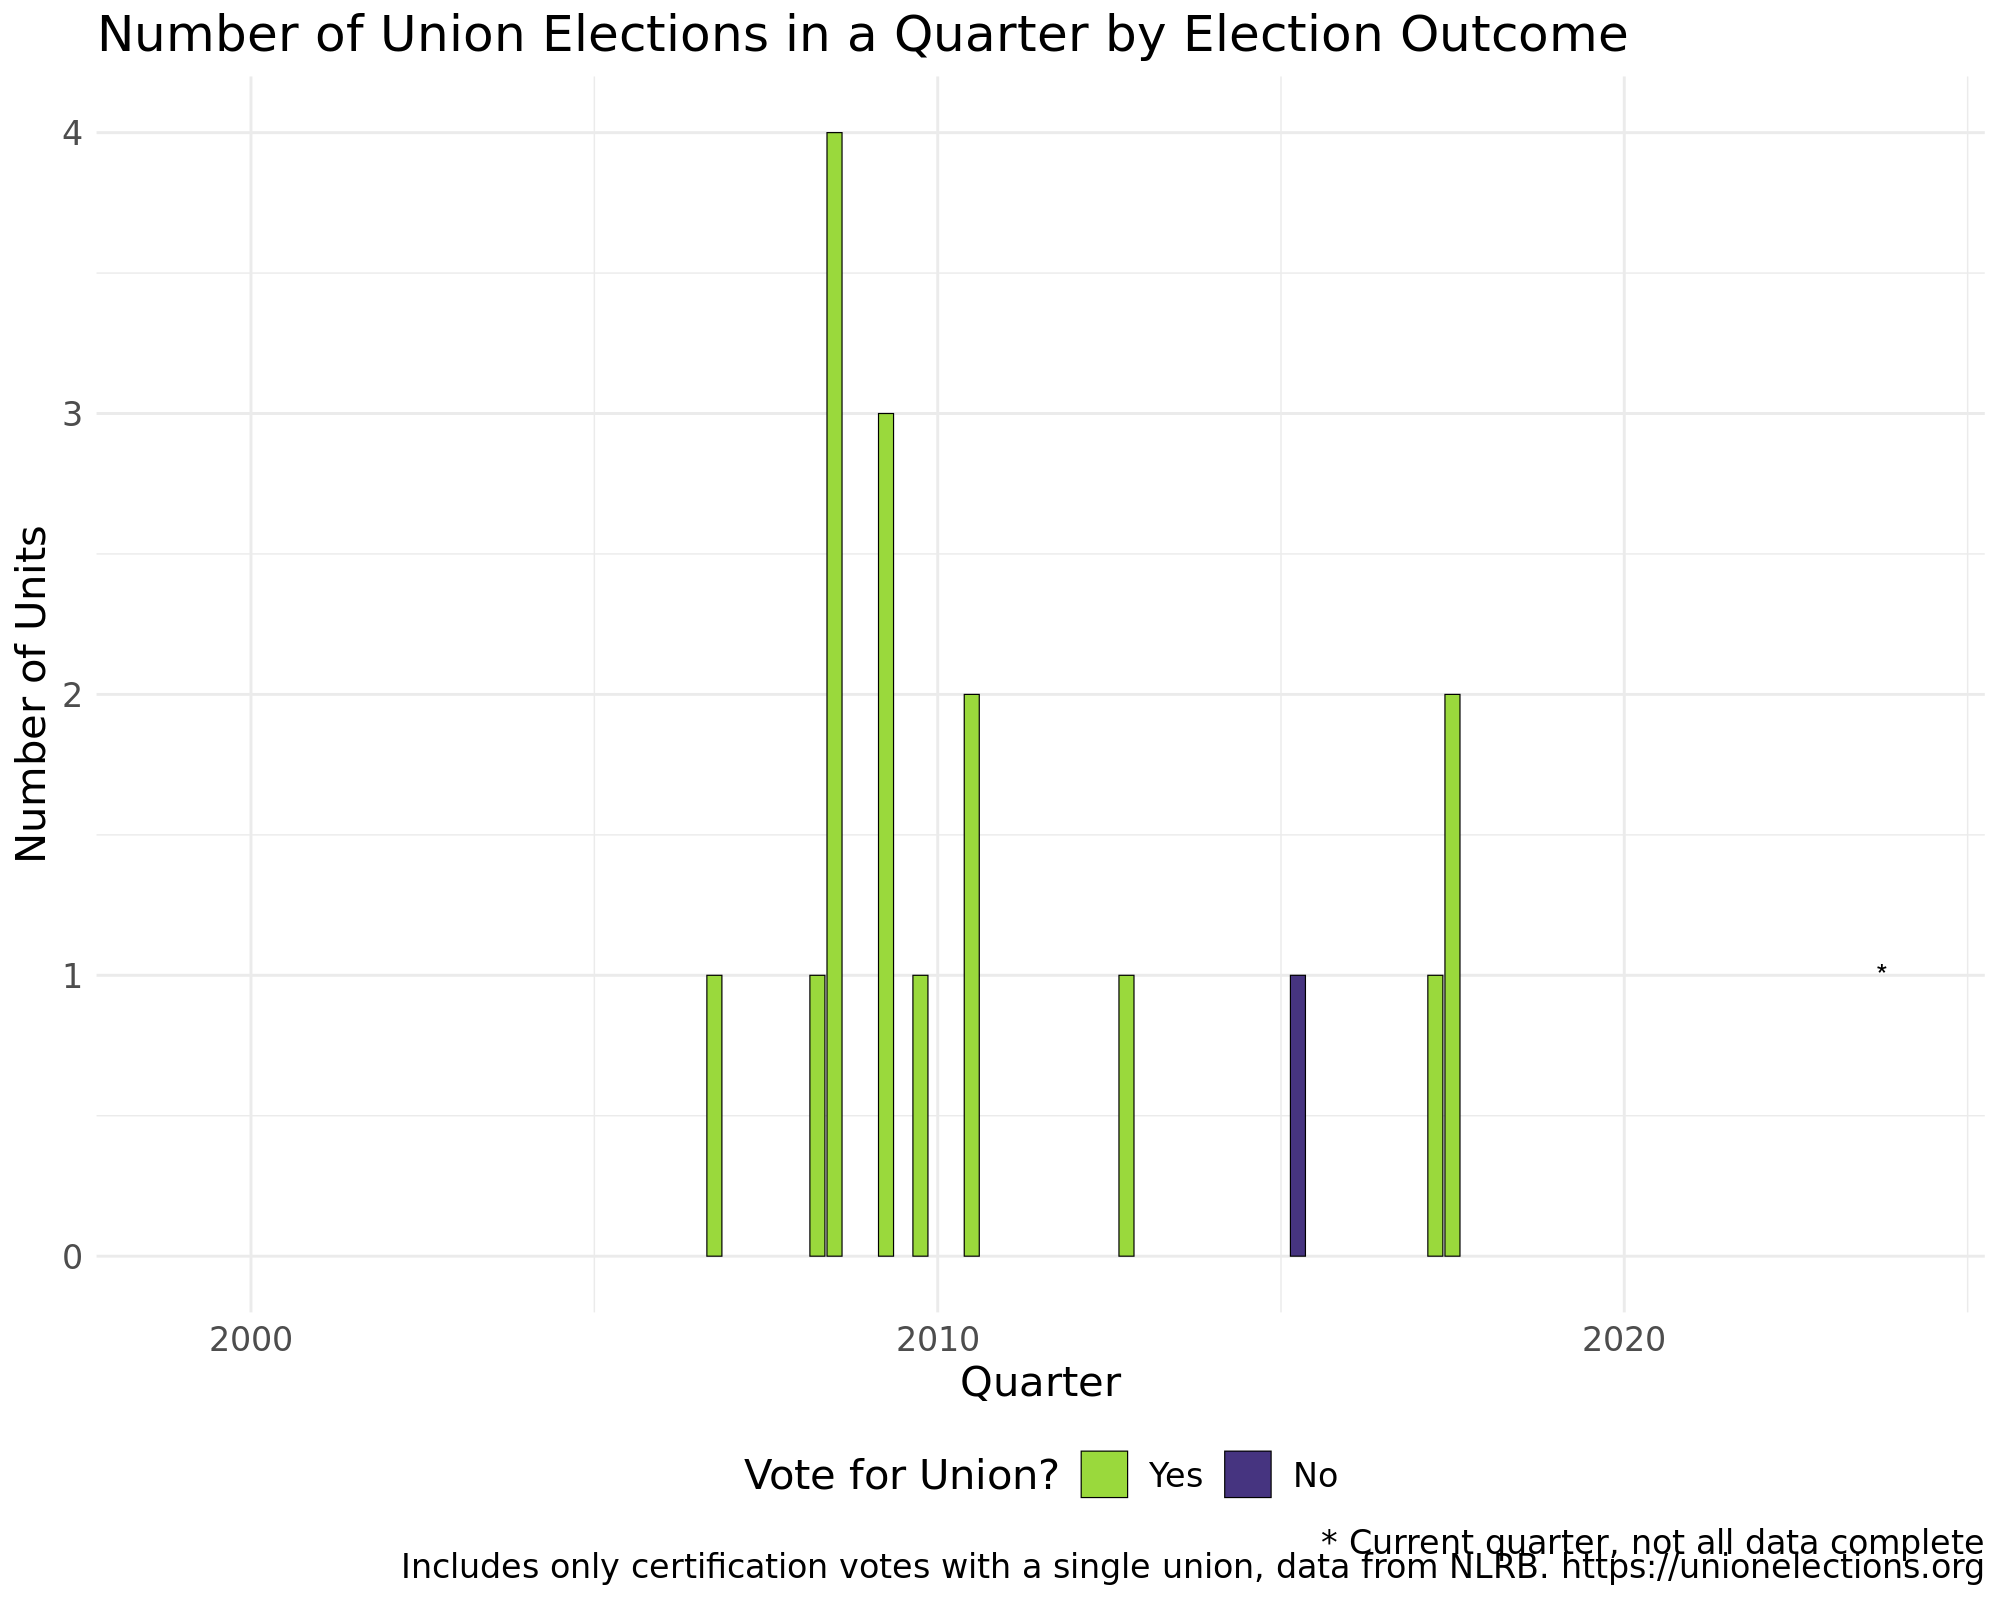 Number of Union Elections in a Quarter by Election Outcome
4
3
2
1
0
Number of Units
*
2000 2010 2020
Quarter
Vote for Union? Yes No
* Current quarter, not all data complete
Includes only certification votes with a single union, data from NLRB. https://unionelections.org